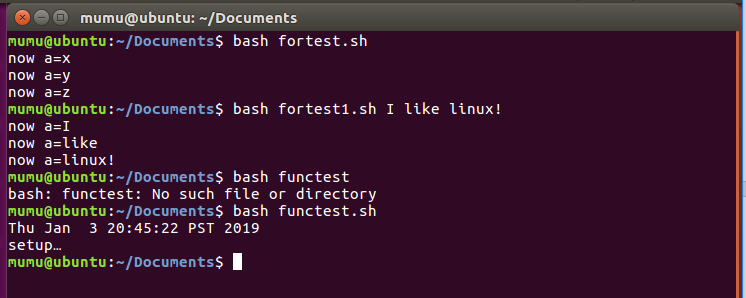 mumu@ubuntu: ~/Documents
mumu@ubuntu:~/Documents$ bash fortest.sh
now a=x
now a=y
now a=z
mumu@ubuntu:~/Documents$ bash fortest1.sh I like linux!
now a=I
now a=like
now a=linux!
mumu@ubuntu:~/Documents$ bash functest
bash: functest: No such file or directory
mumu@ubuntu:~/Documents$ bash functest.sh
Thu Jan  3 20:45:22 PST 2019
setup…
mumu@ubuntu:~/Documents$